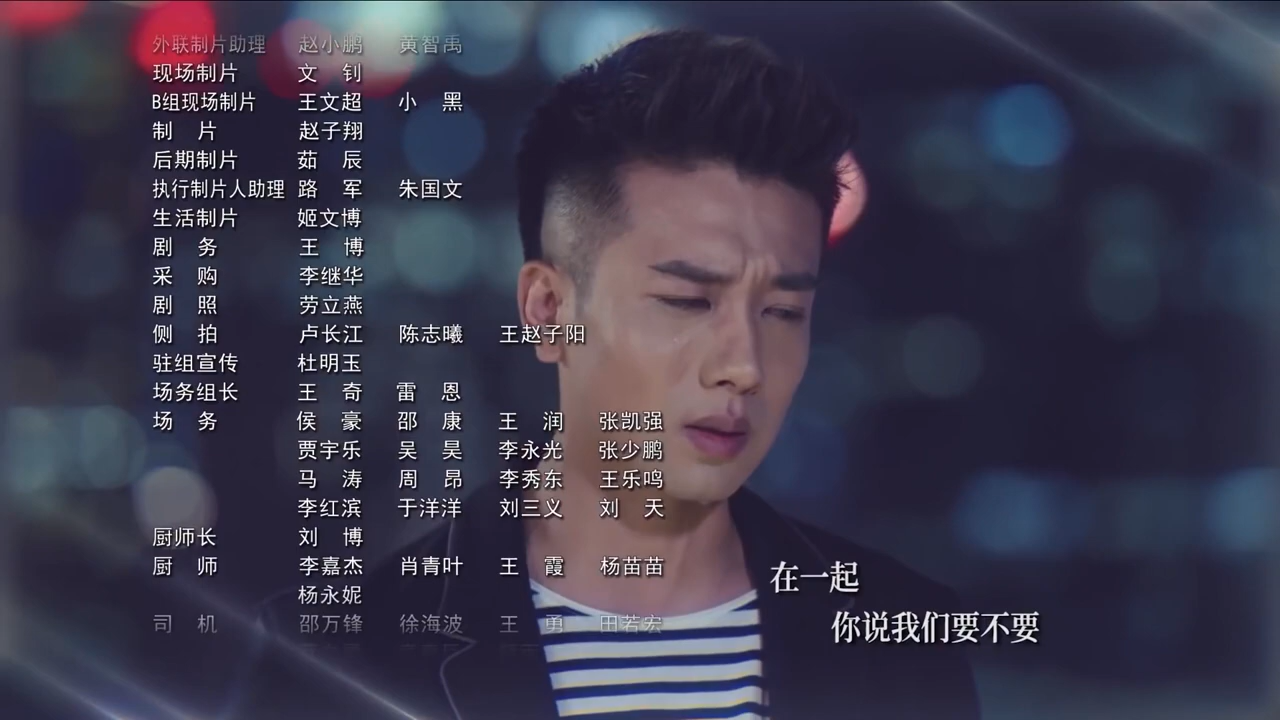 外联制片助理 赵小鹏 黄智禹
现场制片 文 钊
B组现场制片 王文超 小 黑
制 片 赵子翔
后期制片 茹 辰
执行制片人助理 路 军 朱国文
生活制片 姬文博
剧 务 王 博
采 购 李继华
剧 照 劳立燕
侧 拍 卢长江 陈志曦 王赵子阳
驻组宣传 杜明玉
场务组长 王 奇 雷 恩
场 务 侯 豪 邵 康 王 润 张凯强
贾宇乐 吴 昊 李永光 张少鹏
马 涛 周 昂 李秀东 王乐鸣
李红滨 于洋洋 刘三义 刘 天
厨师长 刘 博
厨 师 李嘉杰 肖青叶 王 霞 杨苗苗
杨永妮
司 机 邵万锋 徐海波 王 勇 田若宏
在一起
你说我们要不要